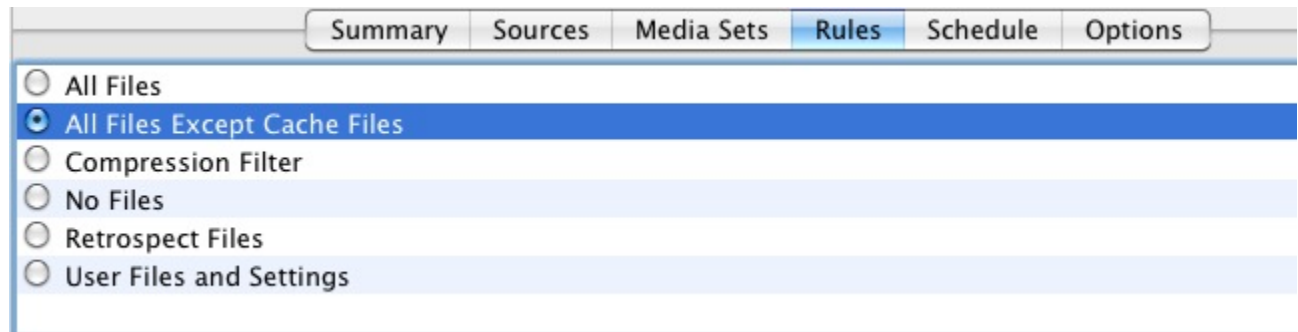 Summary Sources Media Sets Rules Schedule Options
All Files
All Files Except Cache Files
Compression Filter
No Files
Retrospect Files
User Files and Settings